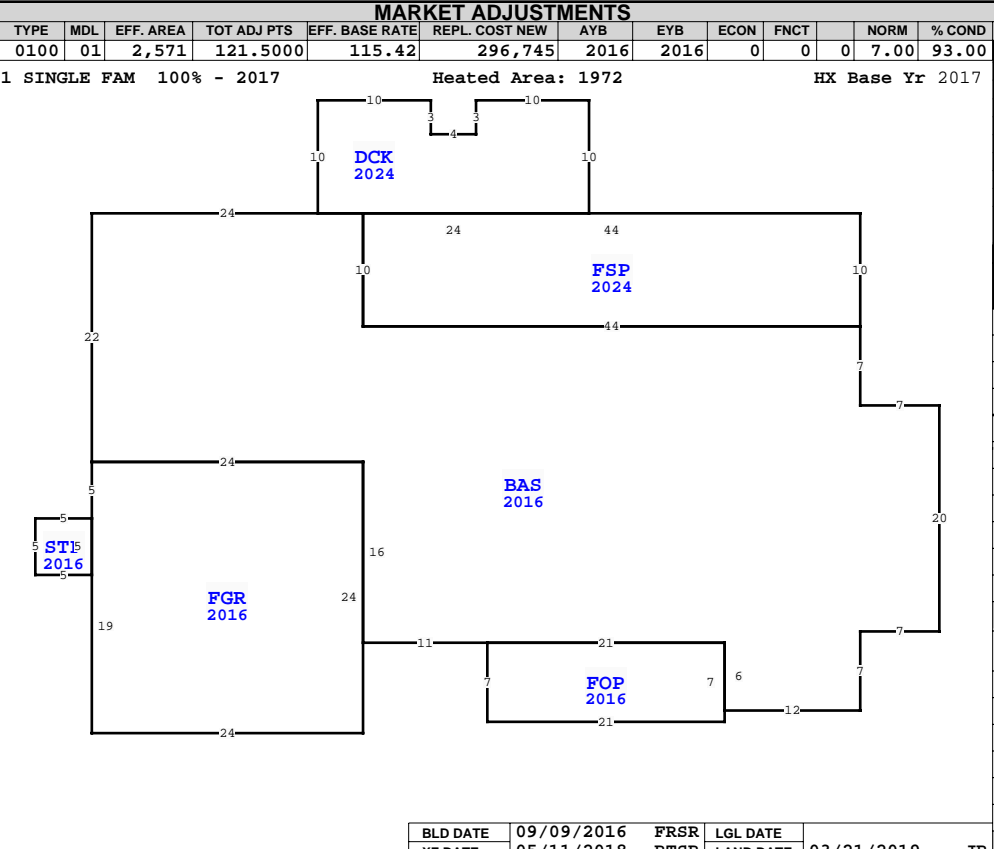 MARKET ADJUSTMENTS
TYPE MDL EFF. AREA TOT ADJ PTS EFF. BASE RATE REPL. COST NEW AYB EYB ECON FNCT NORM % COND
0100 01 2,571 121.5000 115.42 296,745 2016 2016 0 0 0 7.00 93.00
1 SINGLE FAM 100% - 2017 Heated Area: 1972 HX Base Yr 2017
10 10
3 3
4
10 DCK 10
2024
24
24 44
10 FSP 10
2024
44
22
7
7
24
BAS
2016
5
5 20
5 5
2016
5
16
FGR 24
2016
19
7
11 21
7
7 FOP 7 6
2016
12
21
24
BLD DATE 09/09/2016 FRSR LGL DATE